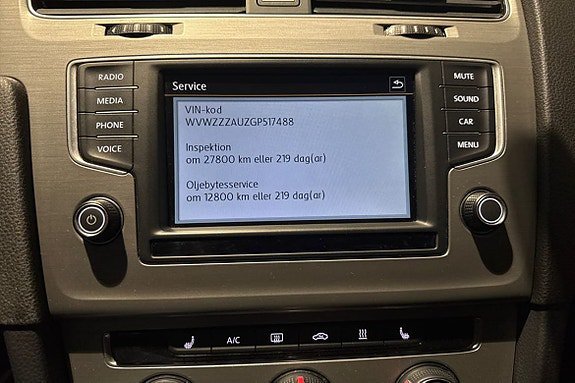 RADIO
MEDIA
PHONE
VOICE
Service
VIN-kod
WVWZZZAUZGP517488
Inspektion
om 27800 km eller 219 dag(ar)
Oljebytesservice
om 12800 km eller 219 dag(ar)
MUTE
SOUND
CAR
MENU
A/C